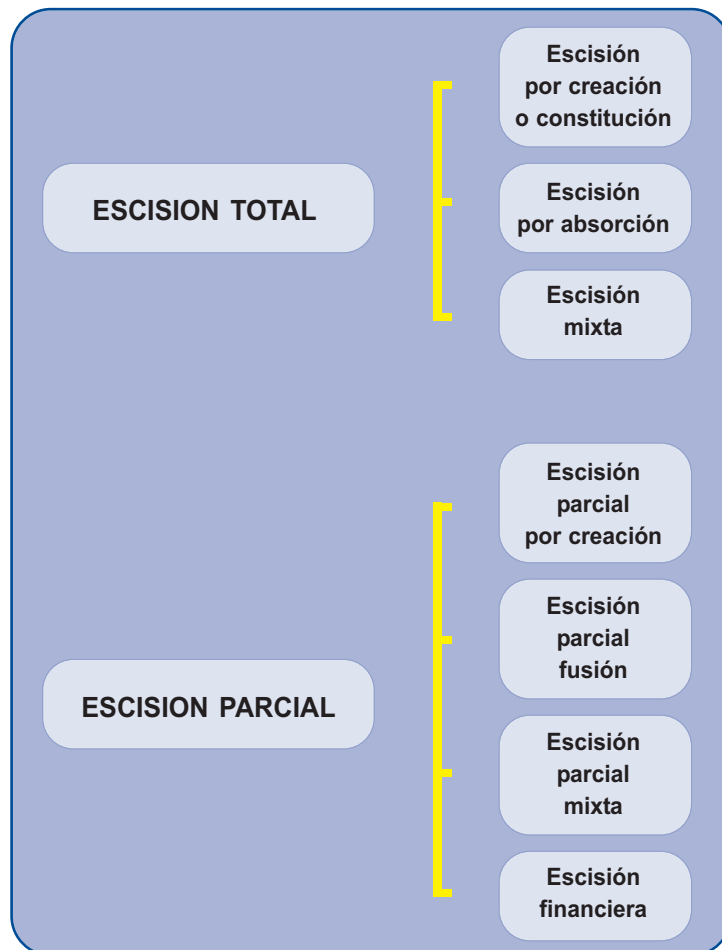 ESCISION TOTAL
Escisión
por creación
o constitución
Escisión
por absorción
Escisión
mixta
ESCISION PARCIAL
Escisión
parcial
por creación
Escisión
parcial
fusión
Escisión
parcial
mixta
Escisión
financiera